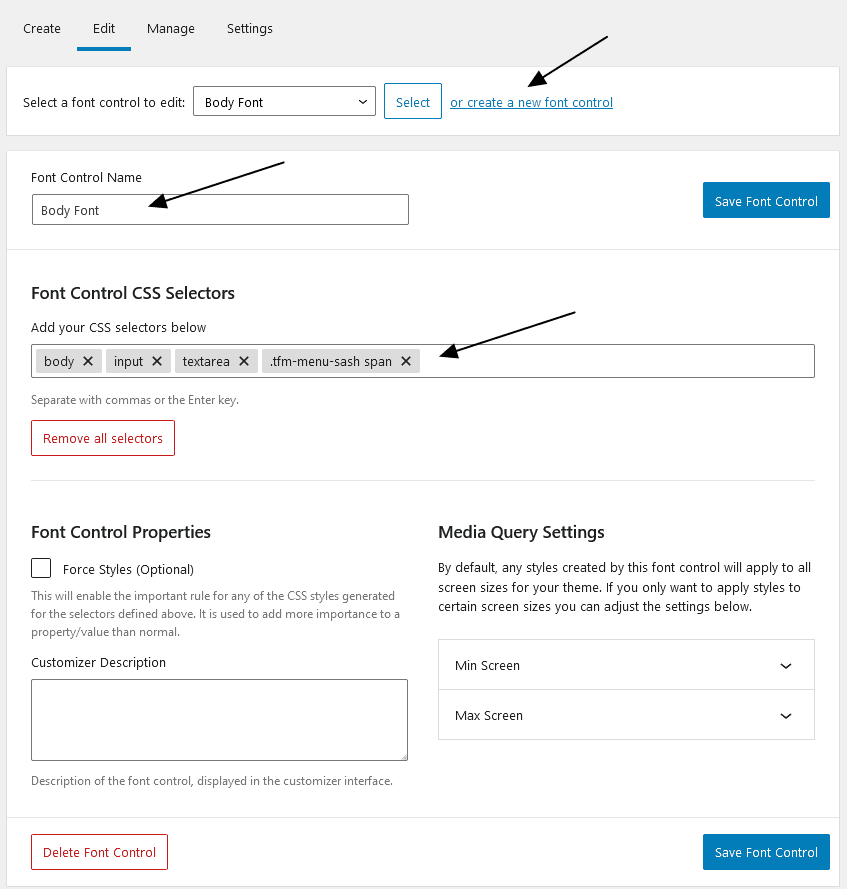 Create Edit Manage Settings
Select a font control to edit: Body Font Select or create a new font control
Font Control Name
Body Font
Save Font Control
Font Control CSS Selectors
Add your CSS selectors below
body input textarea .tfm-menu-sash span
Separate with commas or the Enter key.
Remove all selectors
Font Control Properties
Force Styles (Optional)
This will enable the important rule for any of the CSS styles generated
for the selectors defined above. It is used to add more importance to a
property/value than normal.
Customizer Description
Description of the font control, displayed in the customizer interface.
Media Query Settings
By default, any styles created by this font control will apply to all
screen sizes for your theme. If you only want to apply styles to
certain screen sizes you can adjust the settings below.
Min Screen
Max Screen
Delete Font Control
Save Font Control